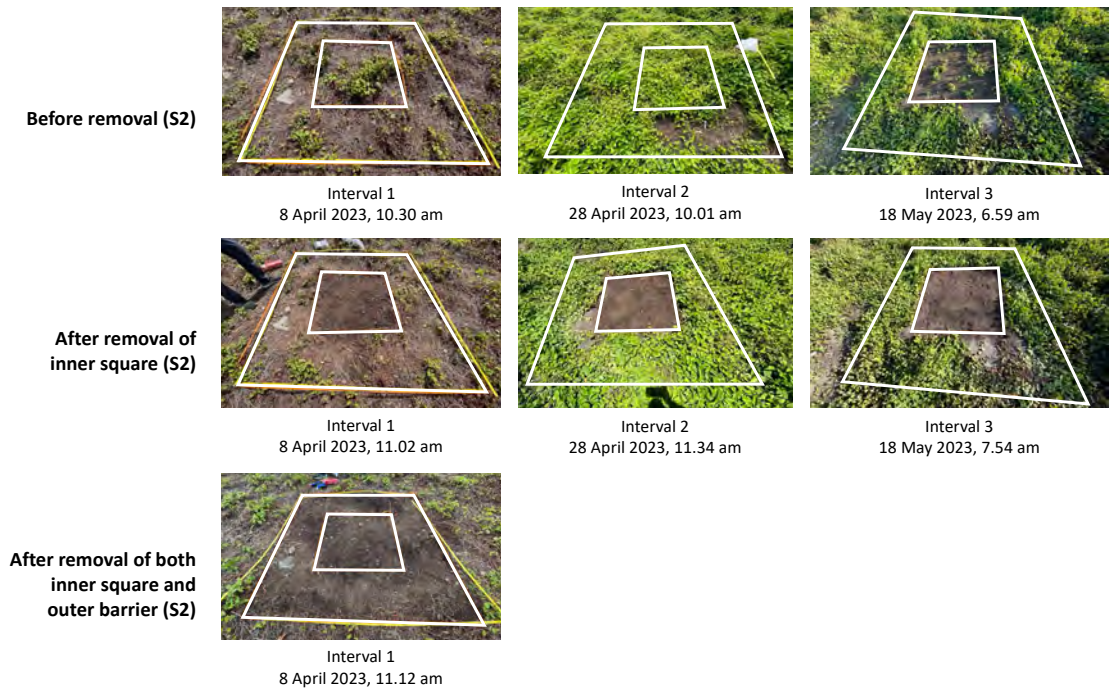 Before removal (S2)
Interval 1
8 April 2023, 10.30 am
Interval 2
28 April 2023, 10.01 am
Interval 3
18 May 2023, 6.59 am
After removal of
inner square (S2)
Interval 1
8 April 2023, 11.02 am
Interval 2
28 April 2023, 11.34 am
Interval 3
18 May 2023, 7.54 am
After removal of both
inner square and
outer barrier (S2)
Interval 1
8 April 2023, 11.12 am